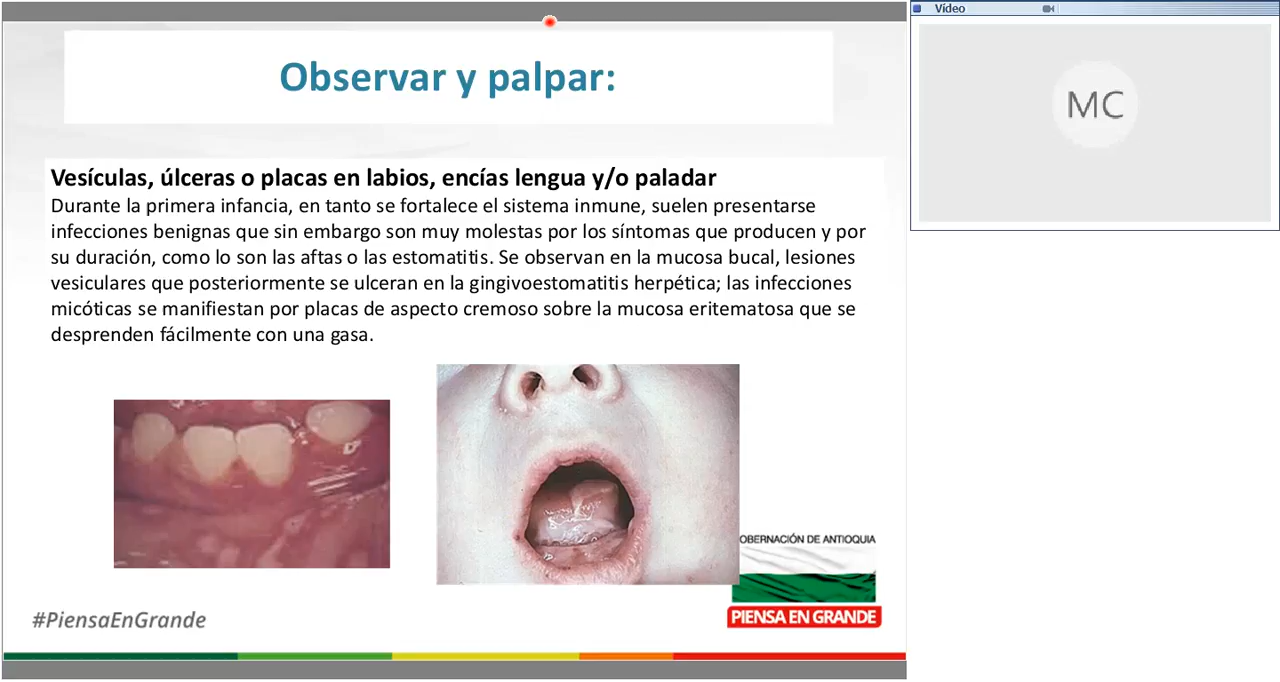 Observar y palpar:
Vesículas, úlceras o placas en labios, encías lengua y/o paladar
Durante la primera infancia, en tanto se fortalece el sistema inmune, suelen presentarse
infecciones benignas que sin embargo son muy molestas por los síntomas que producen y por
su duración, como lo son las aftas o las estomatitis. Se observan en la mucosa bucal, lesiones
vesiculares que posteriormente se ulceran en la gingivoestomatitis herpética; las infecciones
micóticas se manifiestan por placas de aspecto cremoso sobre la mucosa eritematosa que se
desprenden fácilmente con una gasa.
OBERNACIÓN DE ANTIOQUIA
PIENSA EN GRANDE
#PiensaEnGrande
Vídeo
MC